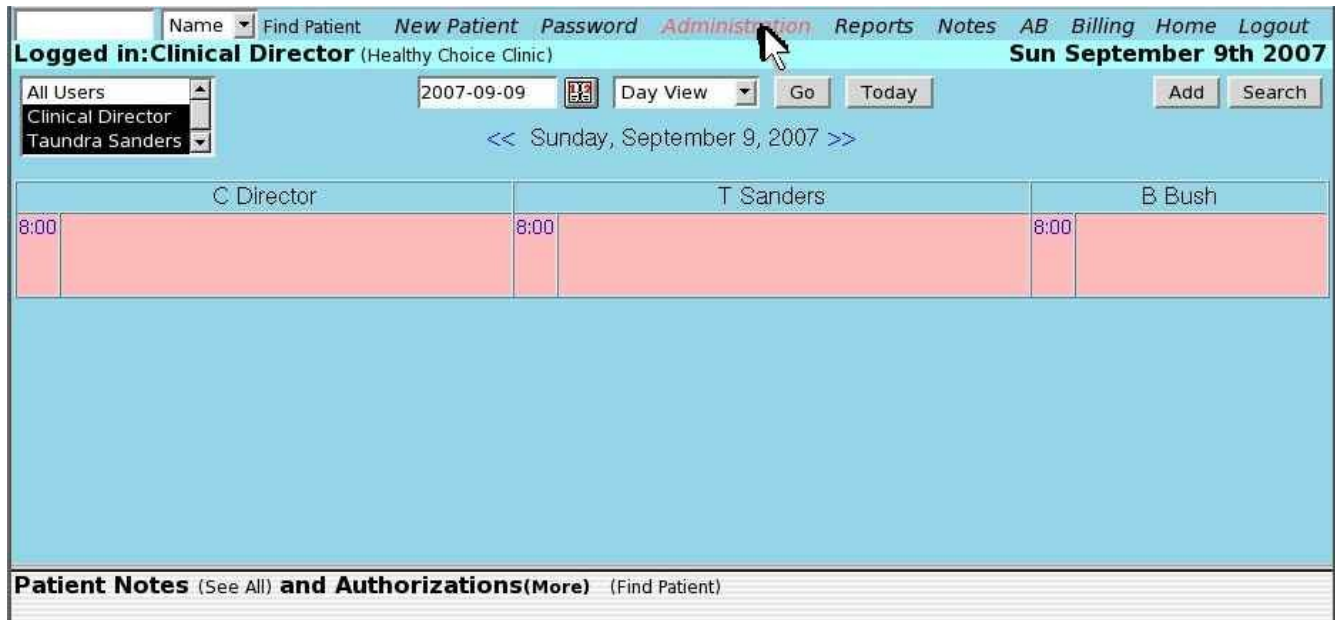 Name Find Patient New Patient Password Administration Reports Notes AB Billing Home Logout
Logged in:Clinical Director (Healthy Choice Clinic) Sun September 9th 2007
All Users 2007-09-09 Day View Go Today Add Search
Clinical Director
Taundra Sanders << Sunday, September 9, 2007 >>
C Director T Sanders B Bush
8:00 8:00 8:00
Patient Notes (See All) and Authorizations(More) (Find Patient)